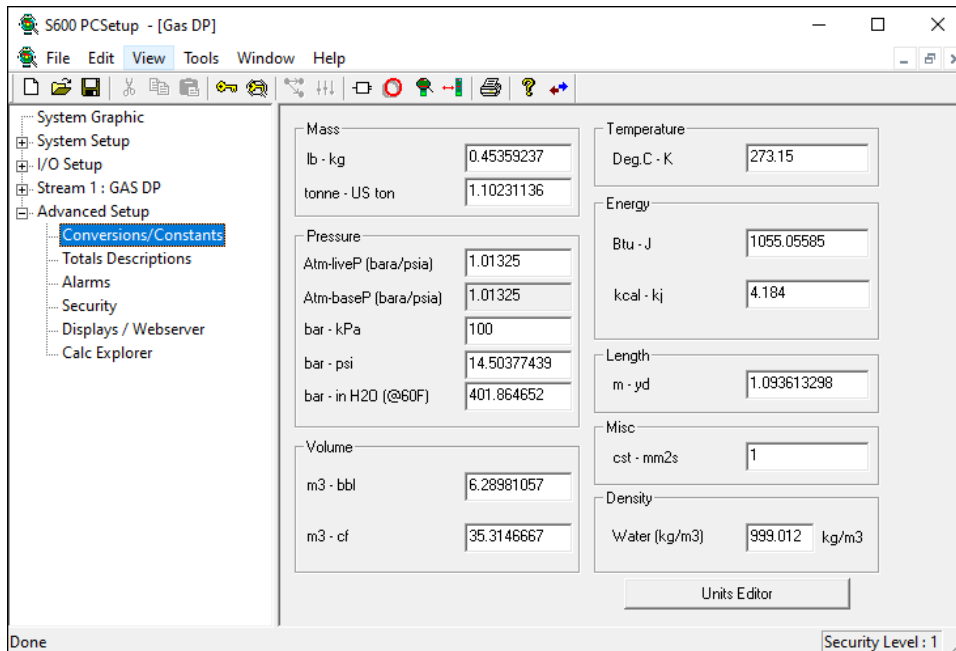 S600 PCSetup - [Gas DP]
File Edit View Tools Window Help
System Graphic
System Setup
I/O Setup
Stream 1 : GAS DP
Advanced Setup
Conversions/Constants
Totals Descriptions
Alarms
Security
Displays / Webserver
Calc Explorer
Mass
lb - kg 0.45359237
tonne - US ton 1.10231136
Pressure
Atm-liveP (bara/psia) 1.01325
Atm-baseP (bara/psia) 1.01325
bar - kPa 100
bar - psi 14.50377439
bar - in H2O (@60F) 401.864652
Volume
m3 - bbl 6.28981057
m3 - cf 35.3146667
Temperature
Deg.C - K 273.15
Energy
Btu - J 1055.05585
kcal - kj 4.184
Length
m - yd 1.093613298
Misc
cst - mm2s 1
Density
Water (kg/m3) 999.012 kg/m3
Units Editor
Done Security Level : 1